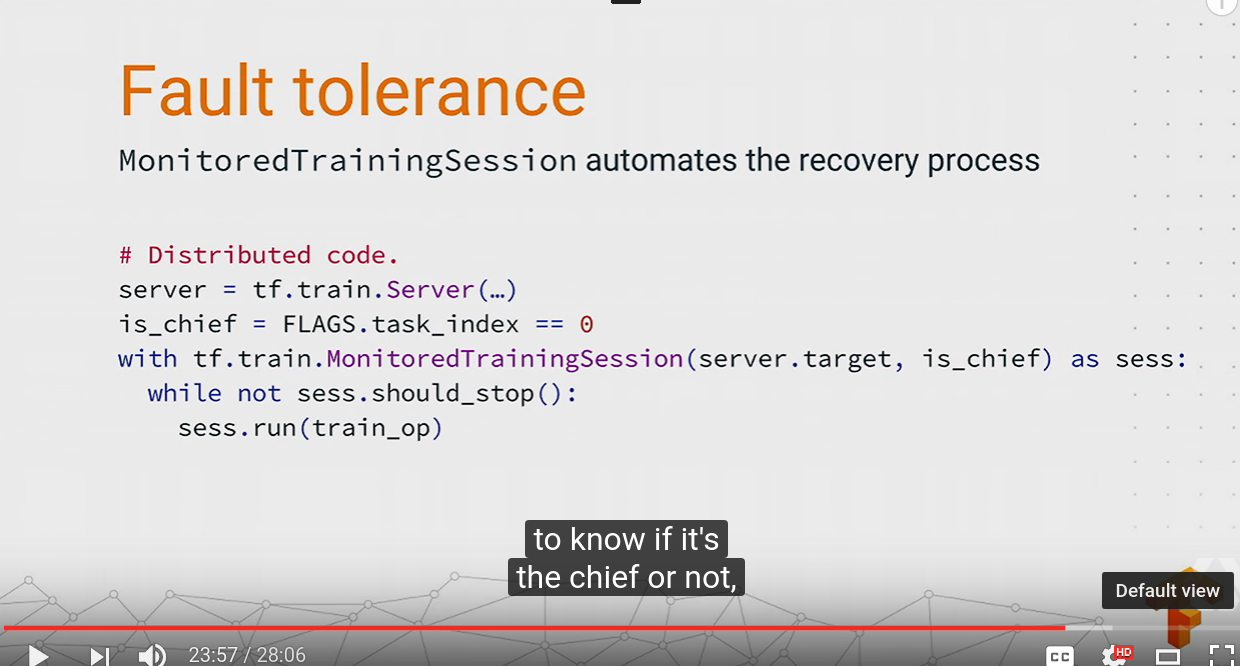 Fault tolerance
MonitoredTrainingSession automates the recovery process
# Distributed code.
server = tf.train.Server(…)
is_chief = FLAGS.task_index == 0
with tf.train.MonitoredTrainingSession(server.target, is_chief) as sess:
  while not sess.should_stop():
    sess.run(train_op)
to know if it's
the chief or not,
Default view
23:57 / 28:06
CC
HD